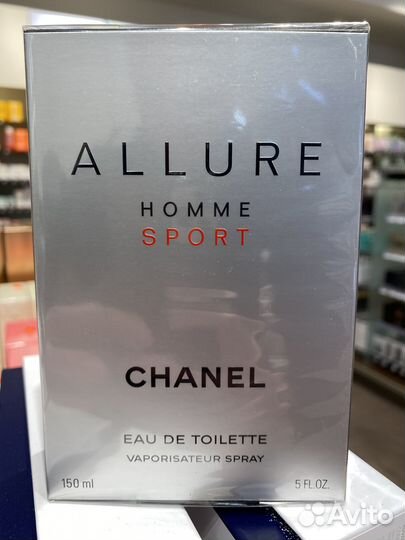 ALLURE
HOMME
SPORT
CHANEL
EAU DE TOILETTE
VAPORISATEUR SPRAY
150 ml 5 FL.OZ.
Avito